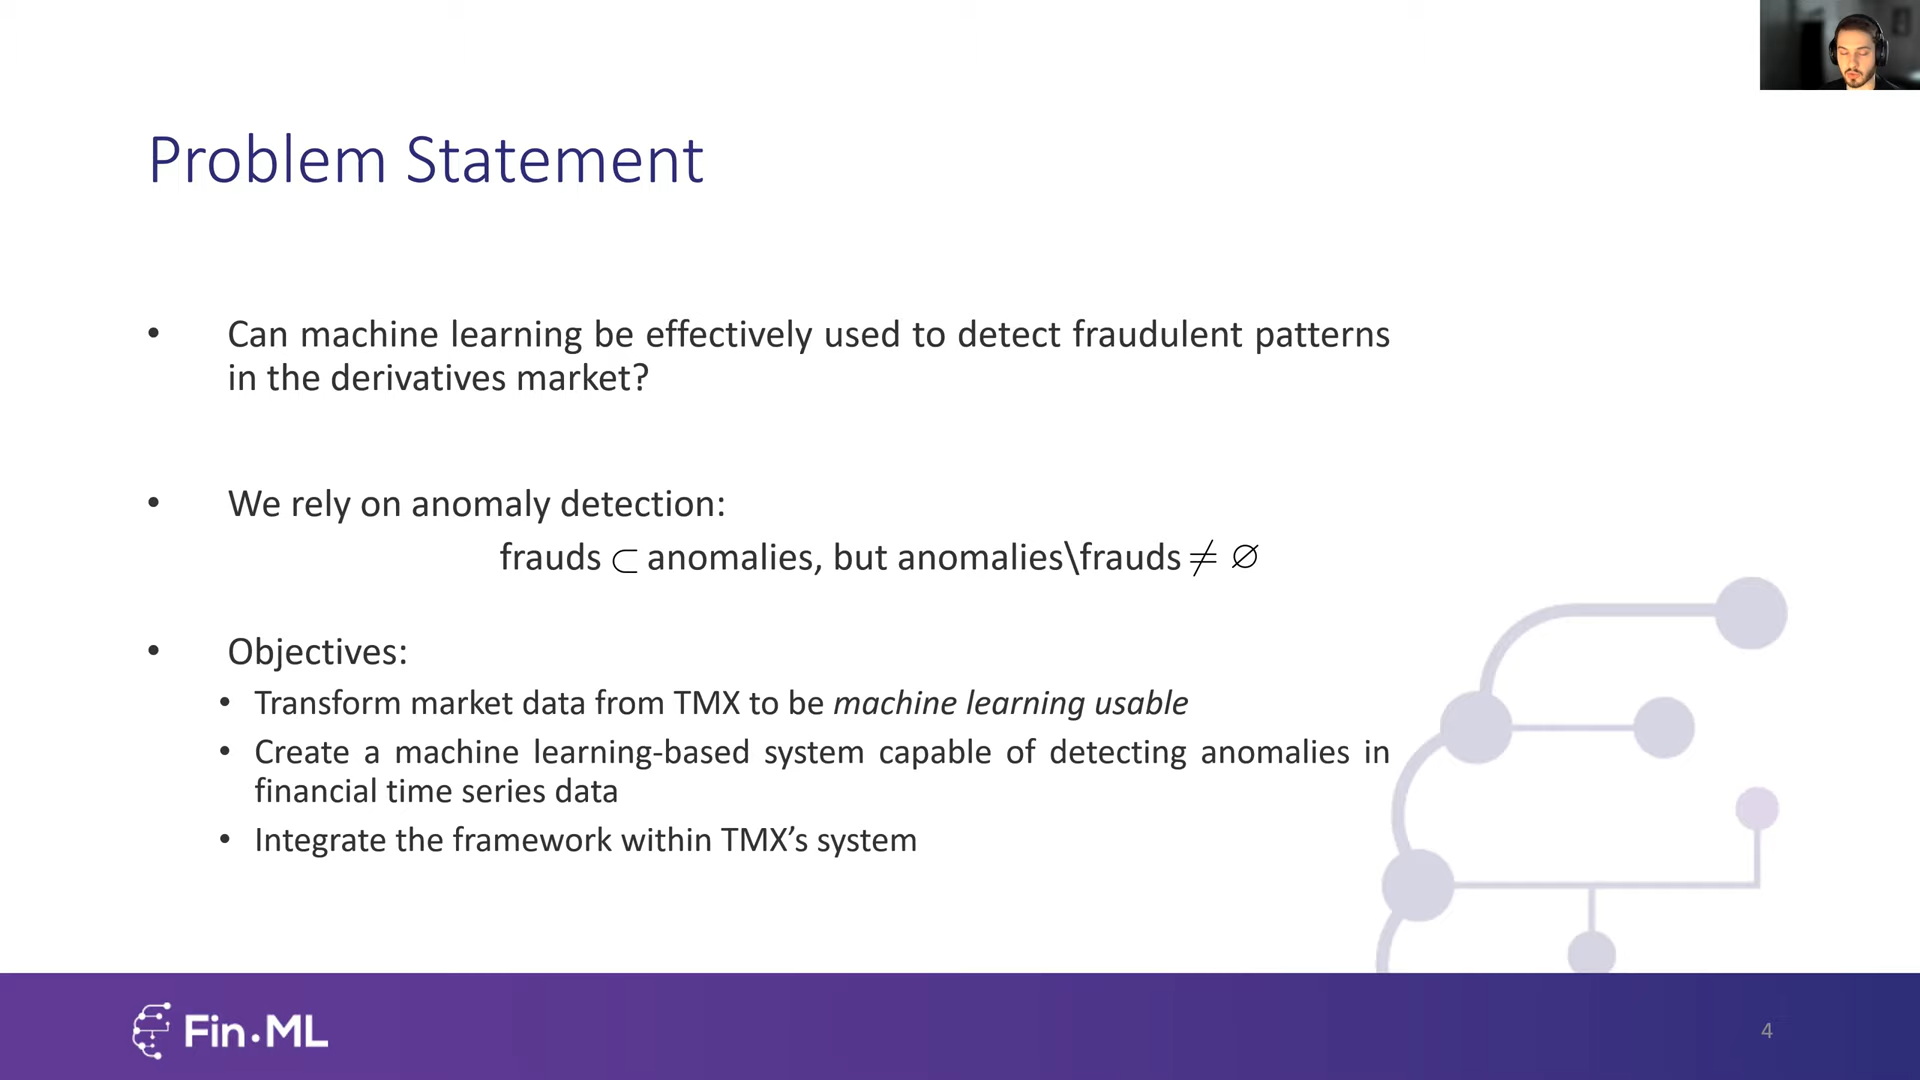 Problem Statement
• Can machine learning be effectively used to detect fraudulent patterns
in the derivatives market?
• We rely on anomaly detection:
frauds ⊂ anomalies, but anomalies\frauds ≠ ∅
• Objectives:
• Transform market data from TMX to be machine learning usable
• Create a machine learning-based system capable of detecting anomalies in
financial time series data
• Integrate the framework within TMX’s system
Fin•ML
4